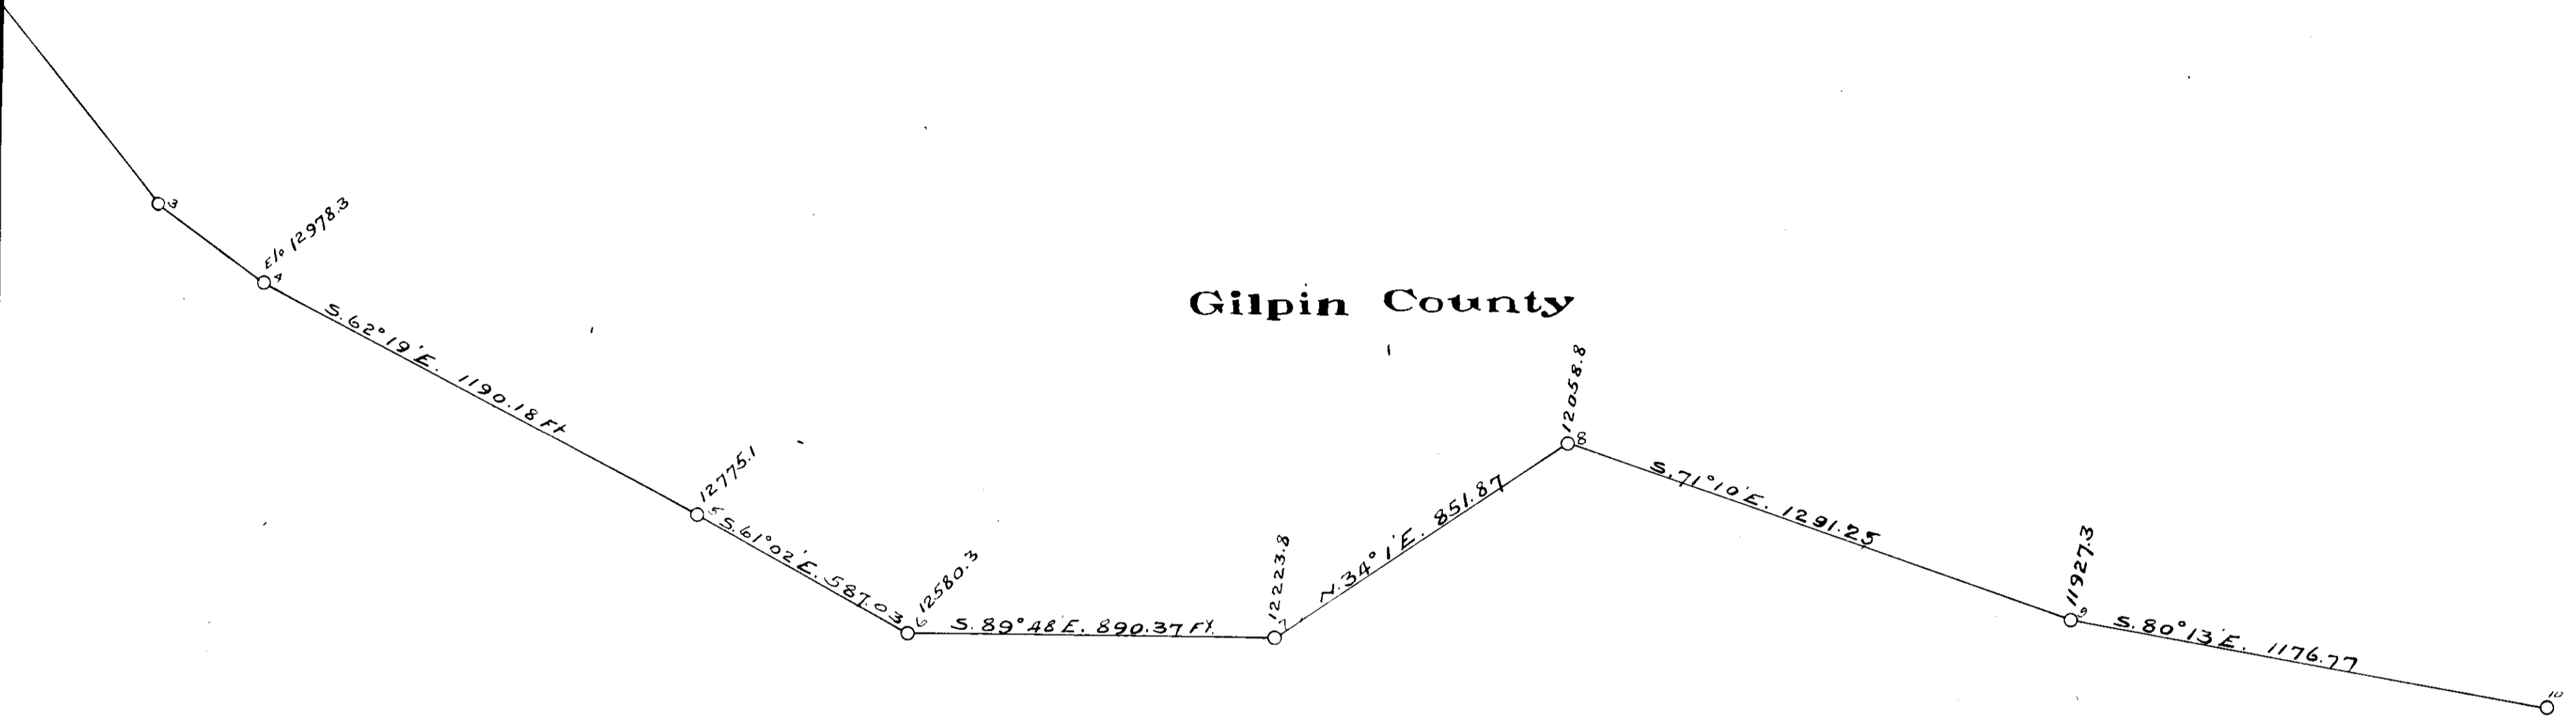 3
4
El. 12978.3
S.62°19'E. 1190.18 Ft
5
12775.1
S.61°02'E. 587.03
6
12580.3
S.89°48'E. 890.37 Ft.
7
12223.8
N.34°1'E. 851.87
Gilpin County
8
12058.8
S.71°10'E. 1291.25
9
11927.3
S.80°13'E. 1176.77
10